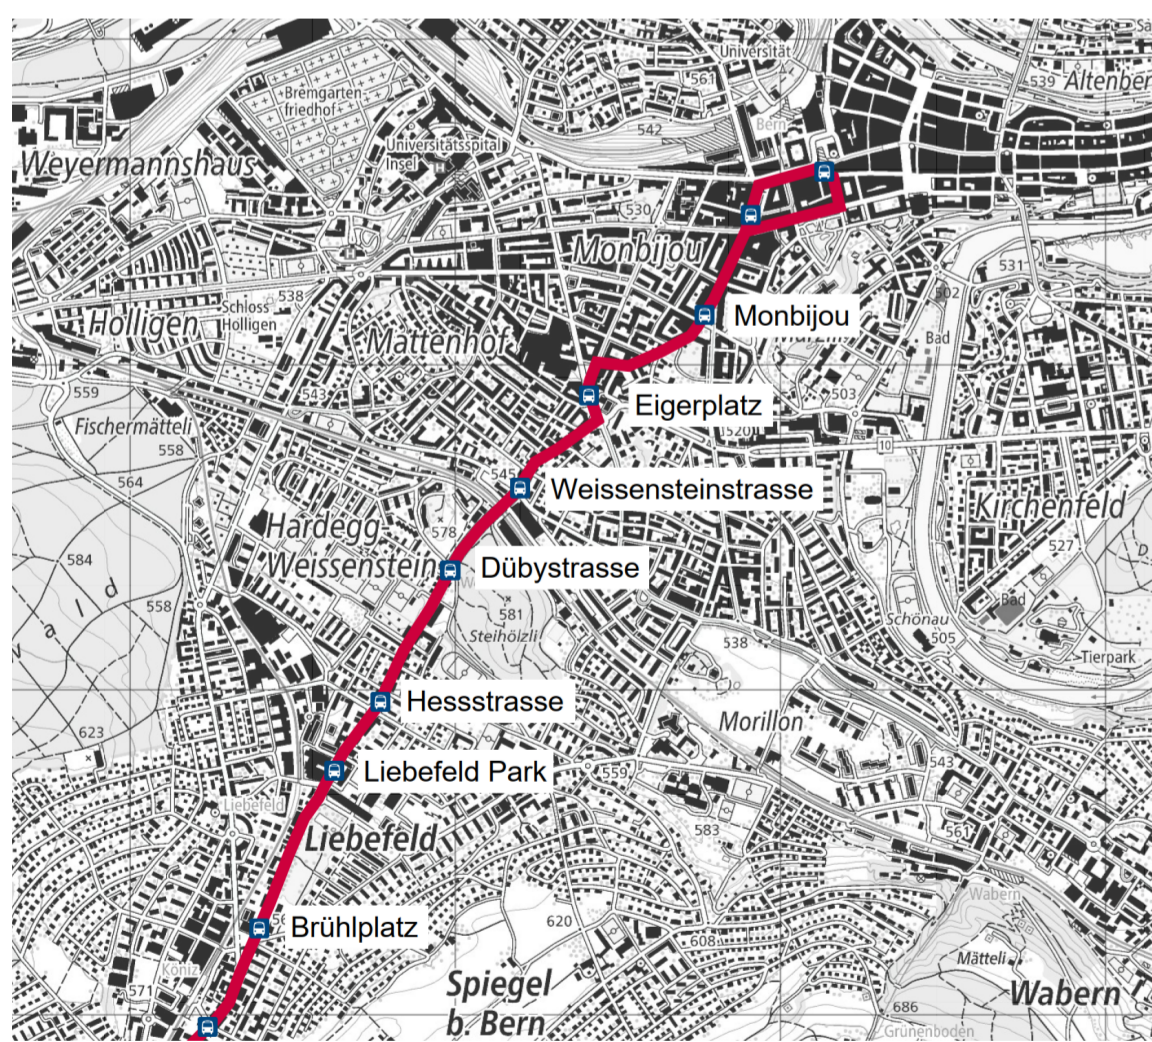 Universität
561
539
Altenber
Bremgarten-
friedhof
Bern
542
Universitätsspital
Insel
Weyermannshaus
530
Monbijou
531
502
538
Schloss
Holligen
Holligen
Monbijou
Mattenhof
Bad
559
543
503
Eigerplatz
Fischermätteli
520
558
10
564
545
Weissensteinstrasse
Kirchenfeld
Hardegg
578
527
Weissenstein
Dübystrasse
D
584
a l d
558
581
Bad
Steihölzli
Schönau
505
538
Tierpark
Hessstrasse
Morillon
623
543
Liebefeld Park
559
Liebefeld
583
561
Liebefeld
Wabern
Brühlplatz
620
608
Köniz
Mätteli
571
Spiegel
b. Bern
Wabern
686
Grünenboden